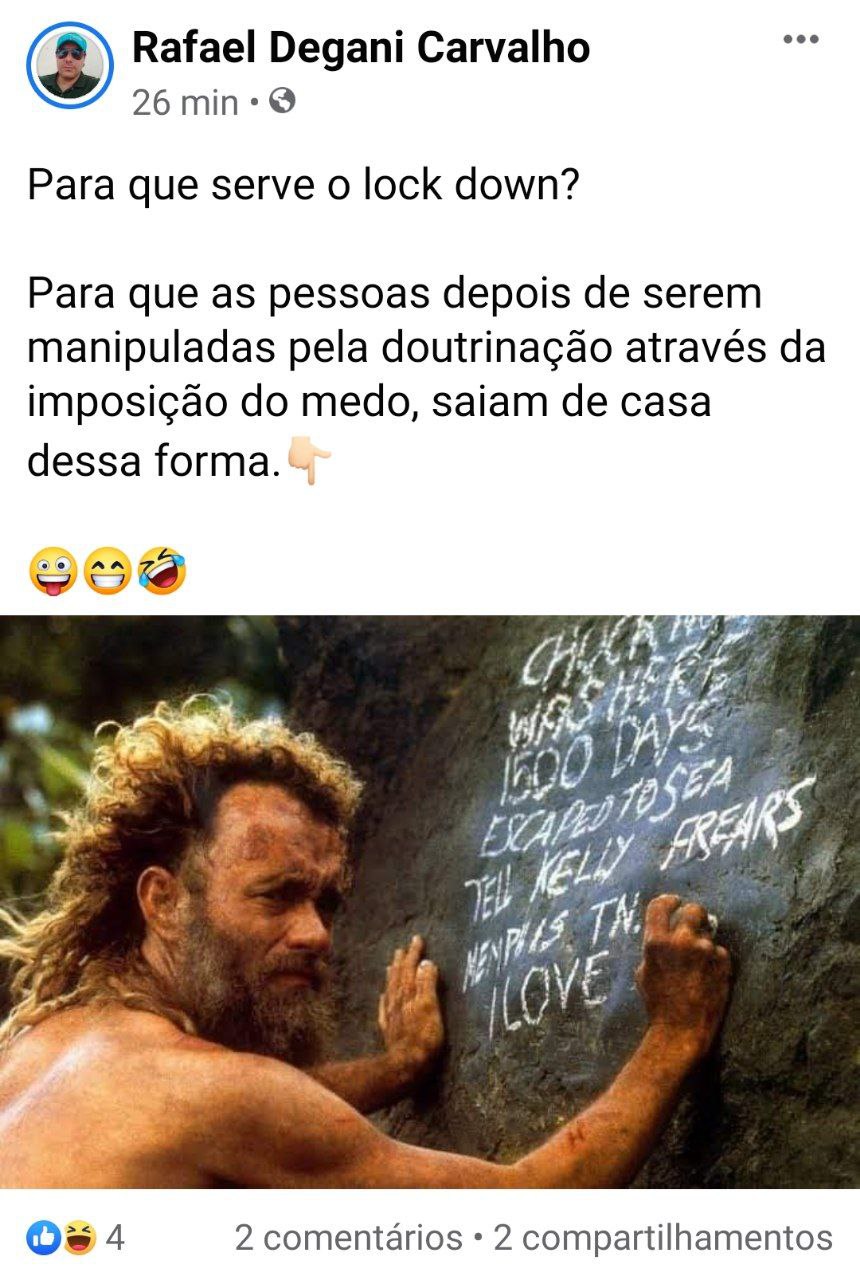 Rafael Degani Carvalho
26 min
Para que serve o lock down?
Para que as pessoas depois de serem
manipuladas pela doutrinação através da
imposição do medo, saiam de casa
dessa forma.👇🏻
🤪😁🤣
CHUCK
WAS HERE
1500 DAYS
ESCAPED TO SEA
TELL KELLY FREARS
MEMPHIS TN.
I LOVE
4
2 comentários • 2 compartilhamentos